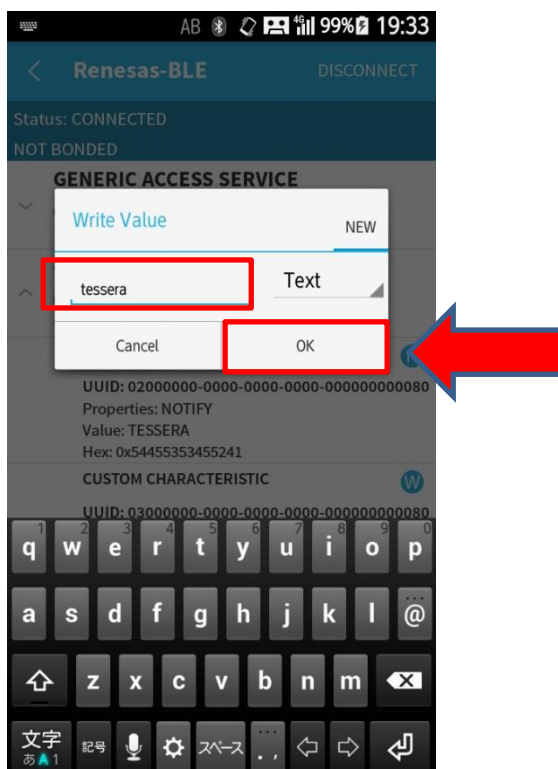 AB 4G 99% 19:33
Renesas-BLE DISCONNECT
Status: CONNECTED
NOT BONDED
GENERIC ACCESS SERVICE
Write Value NEW
tessera Text
Cancel OK
UUID: 02000000-0000-0000-0000-000000000080
Properties: NOTIFY
Value: TESSERA
Hex: 0x54455353455241
CUSTOM CHARACTERISTIC W
UUID: 03000000-0000-0000-0000-000000000080
1 2 3 4 5 6 7 8 9 0
q w e r t y u i o p
a s d f g h j k l @
z x c v b n m
文字 記号 スペース . ,
あA1